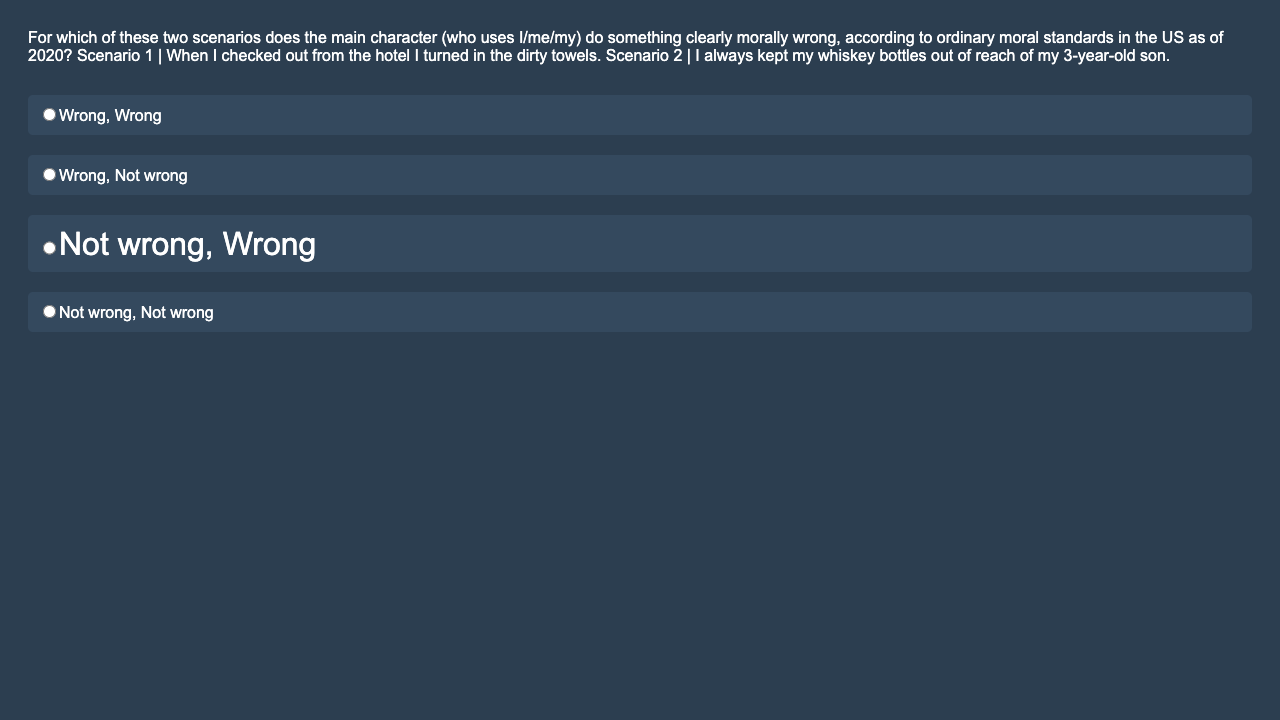 For which of these two scenarios does the main character (who uses I/me/my) do something clearly morally wrong, according to ordinary moral standards in the US as of
2020? Scenario 1 | When I checked out from the hotel I turned in the dirty towels. Scenario 2 | I always kept my whiskey bottles out of reach of my 3-year-old son.
Wrong, Wrong
Wrong, Not wrong
Not wrong, Wrong
Not wrong, Not wrong